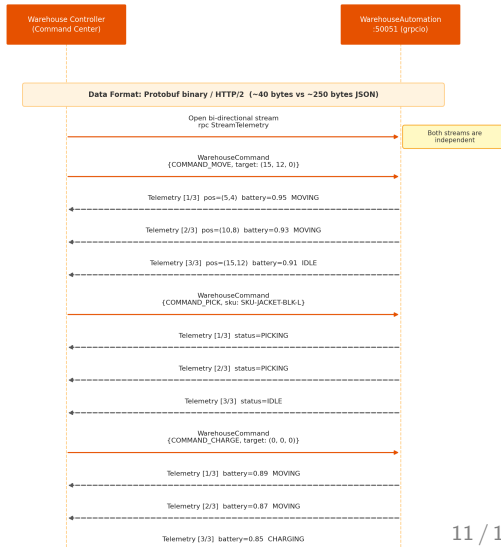 Warehouse Controller
(Command Center)
WarehouseAutomation
:50051 (grpcio)
Data Format: Protobuf binary / HTTP/2 (~40 bytes vs ~250 bytes JSON)
Open bi-directional stream
rpc StreamTelemetry
Both streams are
independent
WarehouseCommand
{COMMAND_MOVE, target: (15, 12, 0)}
Telemetry [1/3] pos=(5,4) battery=0.95 MOVING
Telemetry [2/3] pos=(10,8) battery=0.93 MOVING
Telemetry [3/3] pos=(15,12) battery=0.91 IDLE
WarehouseCommand
{COMMAND_PICK, sku: SKU-JACKET-BLK-L}
Telemetry [1/3] status=PICKING
Telemetry [2/3] status=PICKING
Telemetry [3/3] status=IDLE
WarehouseCommand
{COMMAND_CHARGE, target: (0, 0, 0)}
Telemetry [1/3] battery=0.89 MOVING
Telemetry [2/3] battery=0.87 MOVING
Telemetry [3/3] battery=0.85 CHARGING
11 / 1